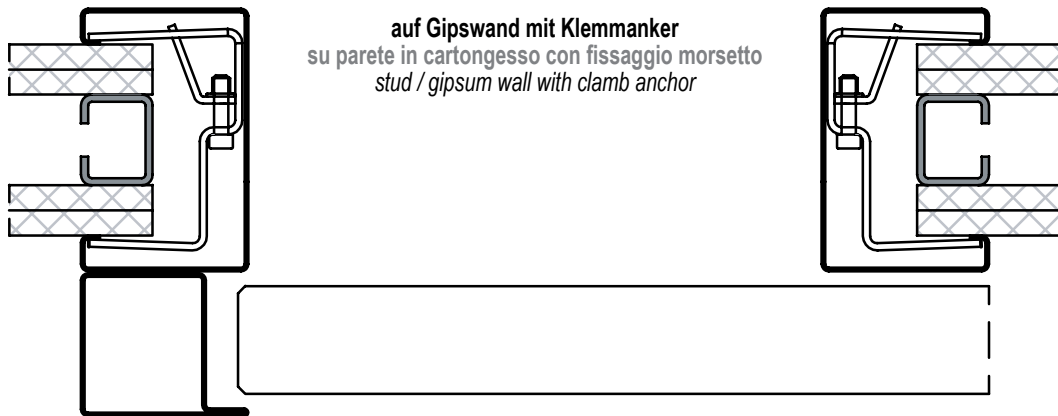 auf Gipswand mit Klemmanker
su parete in cartongesso con fissaggio morsetto
stud / gipsum wall with clamb anchor